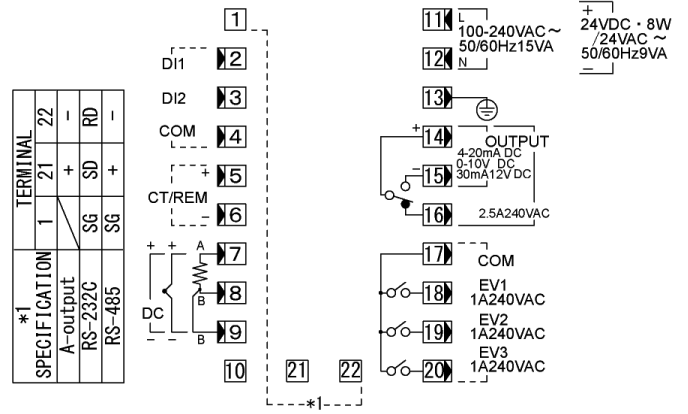 1
DI1
2
DI2
3
COM
4
+
5
CT/REM
−
6
+ + A
7
B
8
DC
− − B
9
10
21
22
*1
11
L
100-240VAC～
50/60Hz15VA
12
N
+
24VDC・8W
/24VAC～
50/60Hz9VA
−
13
+
14
OUTPUT
4-20mA DC
0-10V DC
30mA12V DC
−
15
16
2.5A240VAC
17
COM
18
EV1
1A240VAC
19
EV2
1A240VAC
20
EV3
1A240VAC
*1
SPECIFICATION
TERMINAL
1 21 22
A-output + −
RS-232C SG SD RD
RS-485 SG + −